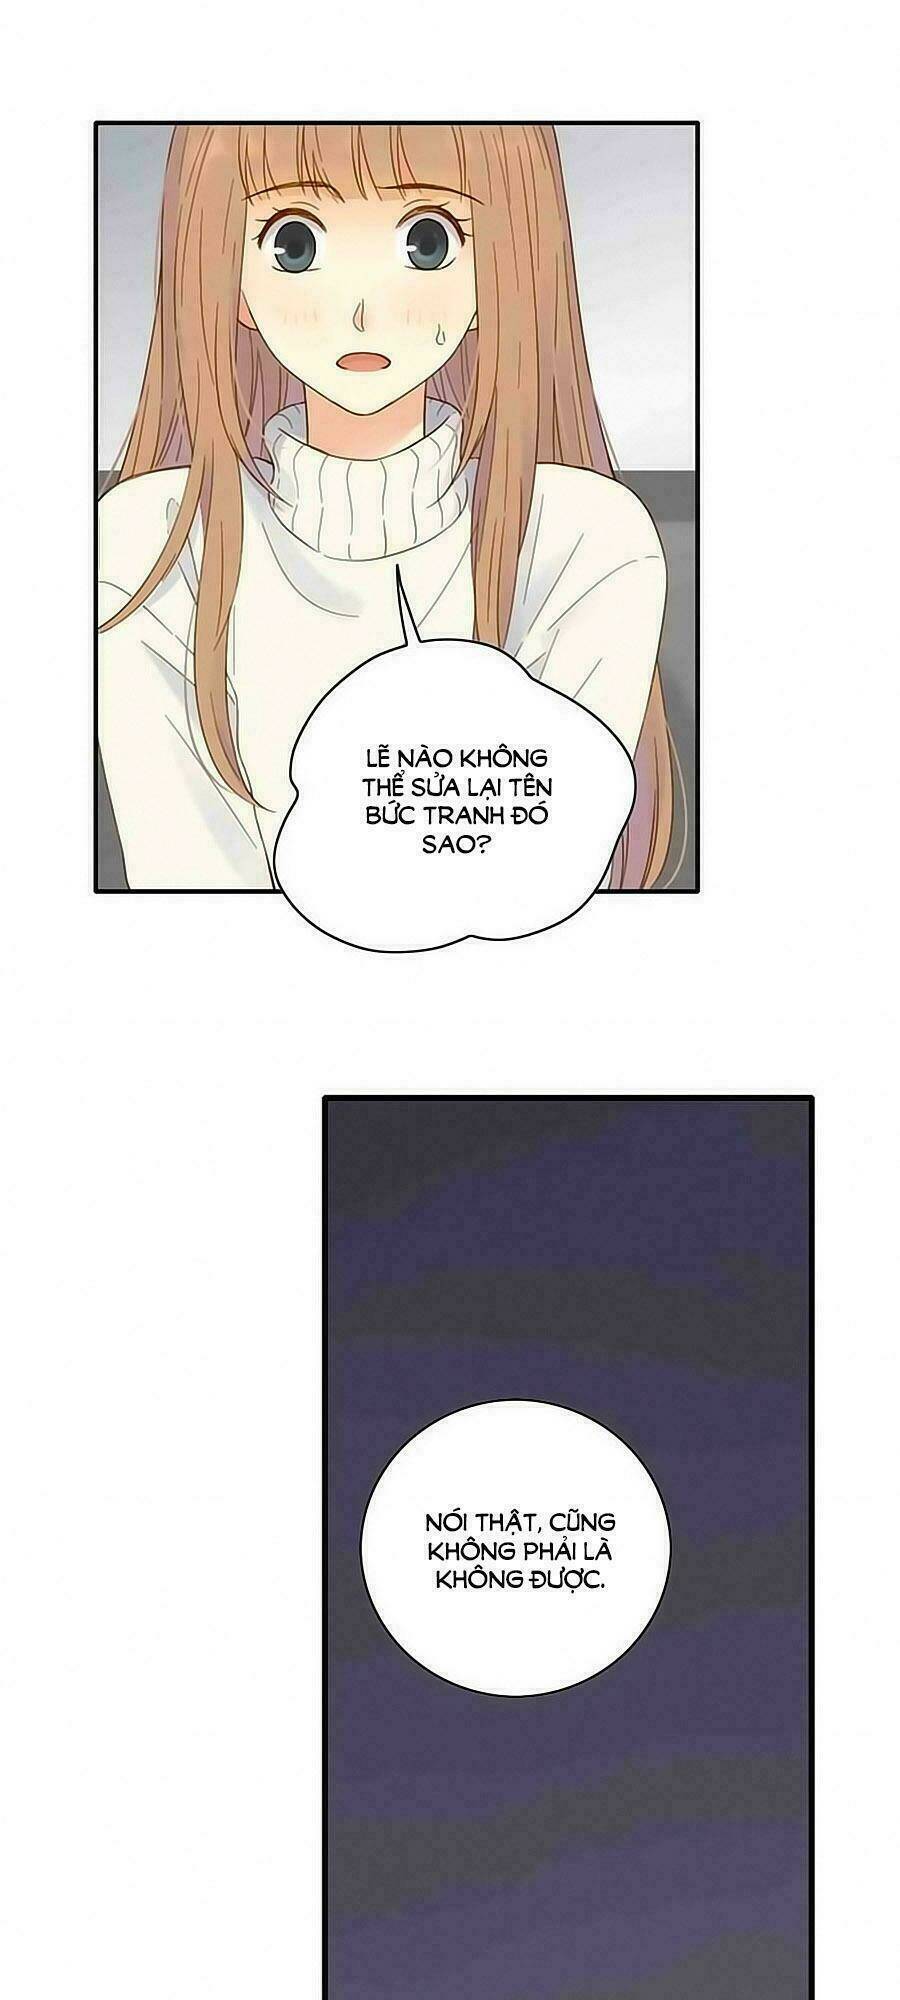 LẼ NÀO KHÔNG
THỂ SỬA LẠI TÊN
BỨC TRANH ĐÓ
SAO?
NÓI THẬT, CŨNG
KHÔNG PHẢI LÀ
KHÔNG ĐƯỢC.